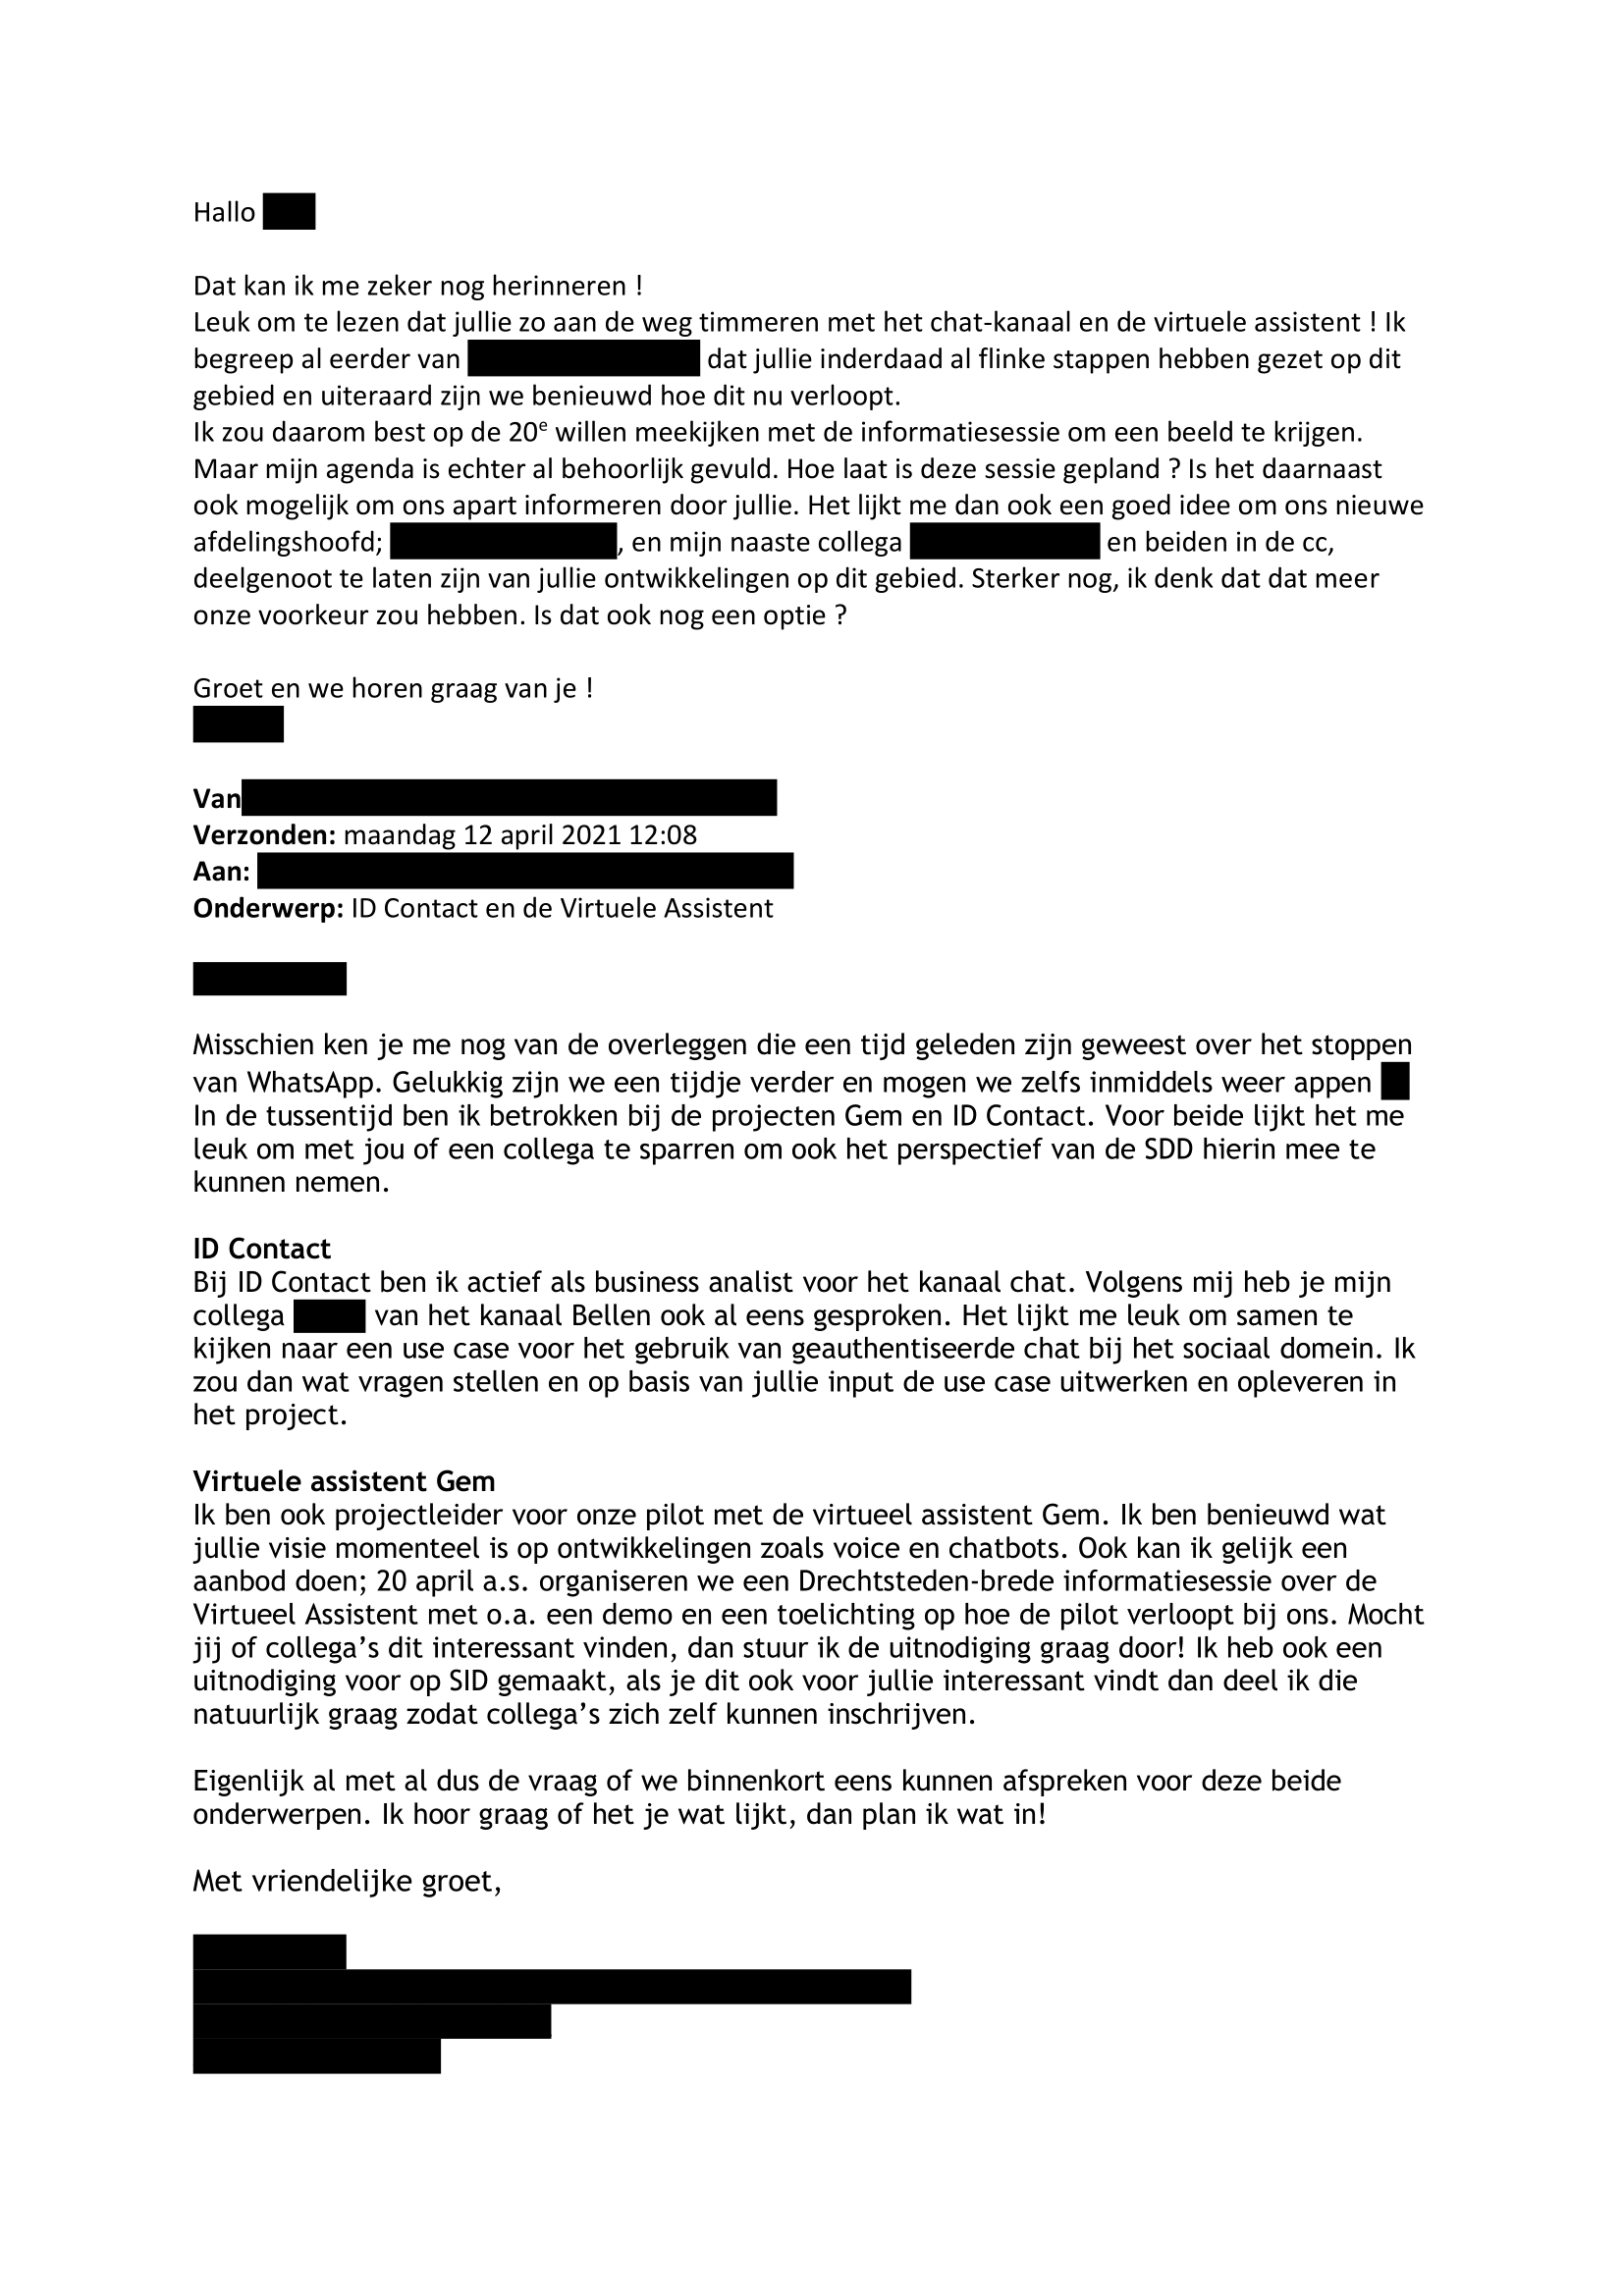 Hallo
Dat kan ik me zeker nog herinneren !
Leuk om te lezen dat jullie zo aan de weg timmeren met het chat-kanaal en de virtuele assistent ! Ik
begreep al eerder van dat jullie inderdaad al flinke stappen hebben gezet op dit
gebied en uiteraard zijn we benieuwd hoe dit nu verloopt.
Ik zou daarom best op de 20e willen meekijken met de informatiesessie om een beeld te krijgen.
Maar mijn agenda is echter al behoorlijk gevuld. Hoe laat is deze sessie gepland ? Is het daarnaast
ook mogelijk om ons apart informeren door jullie. Het lijkt me dan ook een goed idee om ons nieuwe
afdelingshoofd; , en mijn naaste collega en beiden in de cc,
deelgenoot te laten zijn van jullie ontwikkelingen op dit gebied. Sterker nog, ik denk dat dat meer
onze voorkeur zou hebben. Is dat ook nog een optie ?
Groet en we horen graag van je !
Van
Verzonden: maandag 12 april 2021 12:08
Aan:
Onderwerp: ID Contact en de Virtuele Assistent
Misschien ken je me nog van de overleggen die een tijd geleden zijn geweest over het stoppen
van WhatsApp. Gelukkig zijn we een tijdje verder en mogen we zelfs inmiddels weer appen
In de tussentijd ben ik betrokken bij de projecten Gem en ID Contact. Voor beide lijkt het me
leuk om met jou of een collega te sparren om ook het perspectief van de SDD hierin mee te
kunnen nemen.
ID Contact
Bij ID Contact ben ik actief als business analist voor het kanaal chat. Volgens mij heb je mijn
collega van het kanaal Bellen ook al eens gesproken. Het lijkt me leuk om samen te
kijken naar een use case voor het gebruik van geauthentiseerde chat bij het sociaal domein. Ik
zou dan wat vragen stellen en op basis van jullie input de use case uitwerken en opleveren in
het project.
Virtuele assistent Gem
Ik ben ook projectleider voor onze pilot met de virtueel assistent Gem. Ik ben benieuwd wat
jullie visie momenteel is op ontwikkelingen zoals voice en chatbots. Ook kan ik gelijk een
aanbod doen; 20 april a.s. organiseren we een Drechtsteden-brede informatiesessie over de
Virtueel Assistent met o.a. een demo en een toelichting op hoe de pilot verloopt bij ons. Mocht
jij of collega’s dit interessant vinden, dan stuur ik de uitnodiging graag door! Ik heb ook een
uitnodiging voor op SID gemaakt, als je dit ook voor jullie interessant vindt dan deel ik die
natuurlijk graag zodat collega’s zich zelf kunnen inschrijven.
Eigenlijk al met al dus de vraag of we binnenkort eens kunnen afspreken voor deze beide
onderwerpen. Ik hoor graag of het je wat lijkt, dan plan ik wat in!
Met vriendelijke groet,